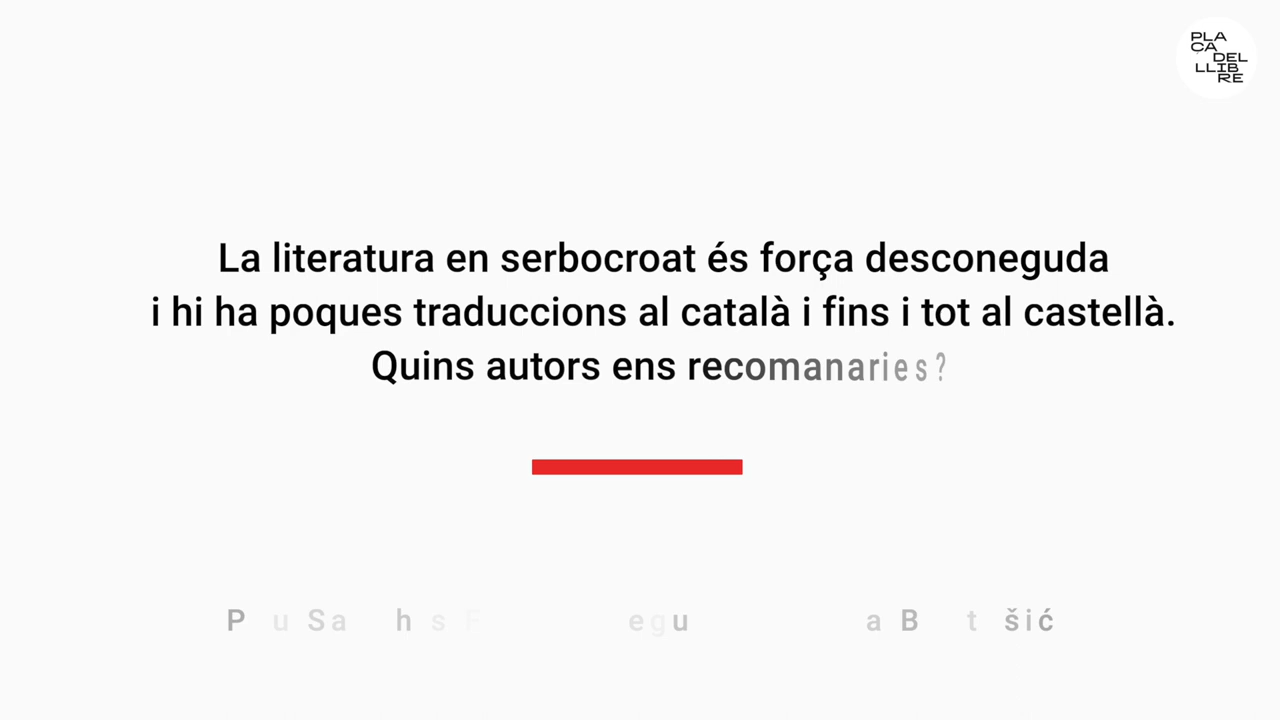 PLA
ÇA DEL
LLIB
RE
La literatura en serbocroat és força desconeguda
i hi ha poques traduccions al català i fins i tot al castellà.
Quins autors ens recomanaries?